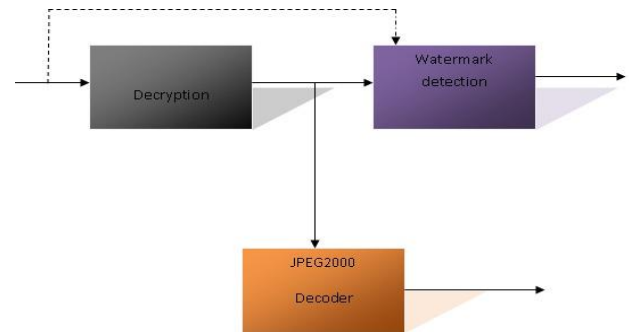 Decryption
Watermark
detection
JPEG2000
Decoder